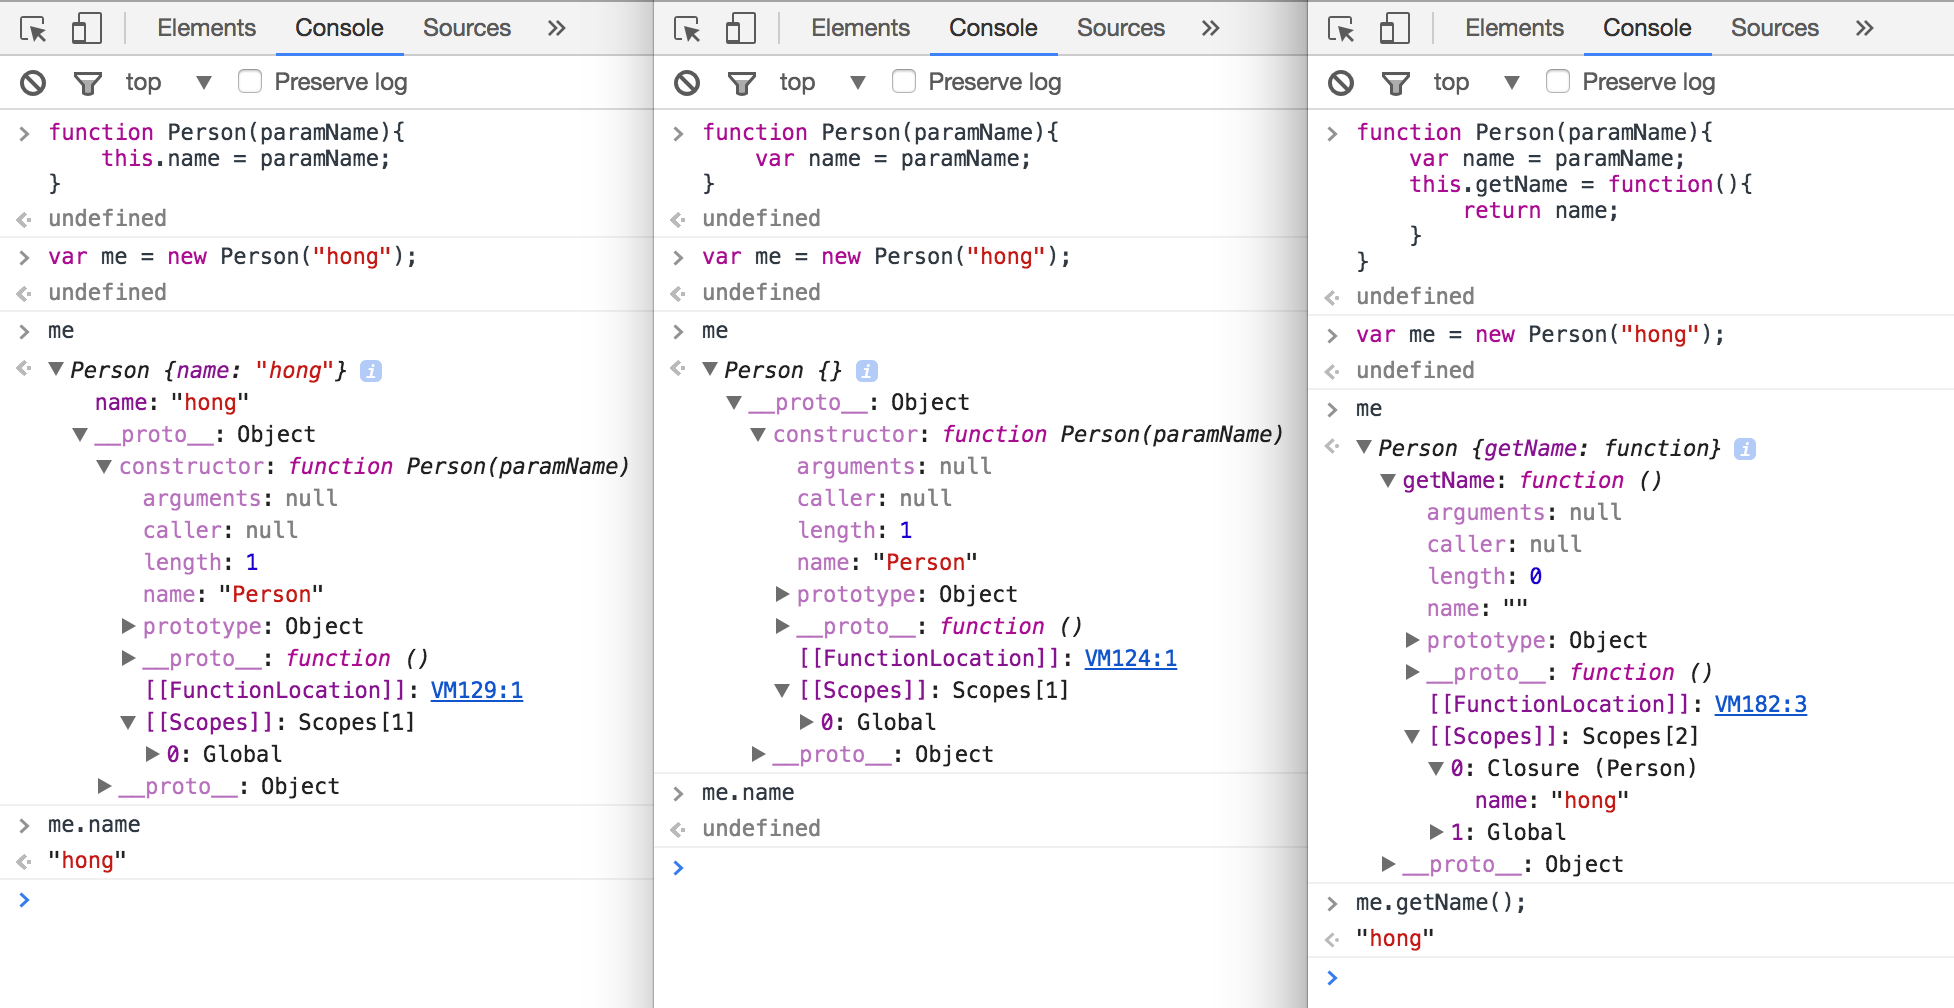 Elements Console Sources »
top ▼ Preserve log
> function Person(paramName){
    this.name = paramName;
}
undefined
> var me = new Person("hong");
undefined
> me
▼ Person {name: "hong"} i
name: "hong"
▼ __proto__: Object
▼ constructor: function Person(paramName)
arguments: null
caller: null
length: 1
name: "Person"
▶ prototype: Object
▶ __proto__: function ()
[[FunctionLocation]]: VM129:1
▼ [[Scopes]]: Scopes[1]
▶ 0: Global
▶ __proto__: Object
> me.name
"hong"
>
Elements Console Sources »
top ▼ Preserve log
> function Person(paramName){
    var name = paramName;
}
undefined
> var me = new Person("hong");
undefined
> me
▼ Person {} i
▼ __proto__: Object
▼ constructor: function Person(paramName)
arguments: null
caller: null
length: 1
name: "Person"
▶ prototype: Object
▶ __proto__: function ()
[[FunctionLocation]]: VM124:1
▼ [[Scopes]]: Scopes[1]
▶ 0: Global
▶ __proto__: Object
> me.name
undefined
>
Elements Console Sources »
top ▼ Preserve log
> function Person(paramName){
    var name = paramName;
    this.getName = function(){
        return name;
    }
}
undefined
> var me = new Person("hong");
undefined
> me
▼ Person {getName: function} i
▼ getName: function ()
arguments: null
caller: null
length: 0
name: ""
▶ prototype: Object
▶ __proto__: function ()
[[FunctionLocation]]: VM182:3
▼ [[Scopes]]: Scopes[2]
▼ 0: Closure (Person)
name: "hong"
▶ 1: Global
▶ __proto__: Object
> me.getName();
"hong"
>